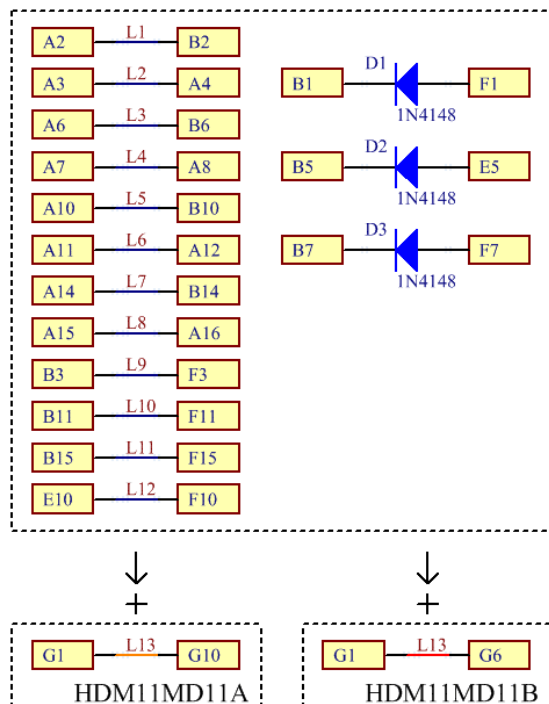 A2 L1 B2
A3 L2 A4
A6 L3 B6
A7 L4 A8
A10 L5 B10
A11 L6 A12
A14 L7 B14
A15 L8 A16
B3 L9 F3
B11 L10 F11
B15 L11 F15
E10 L12 F10
D1
B1 F1
1N4148
D2
B5 E5
1N4148
D3
B7 F7
1N4148
+ +
G1 L13 G10
HDM11MD11A
G1 L13 G6
HDM11MD11B